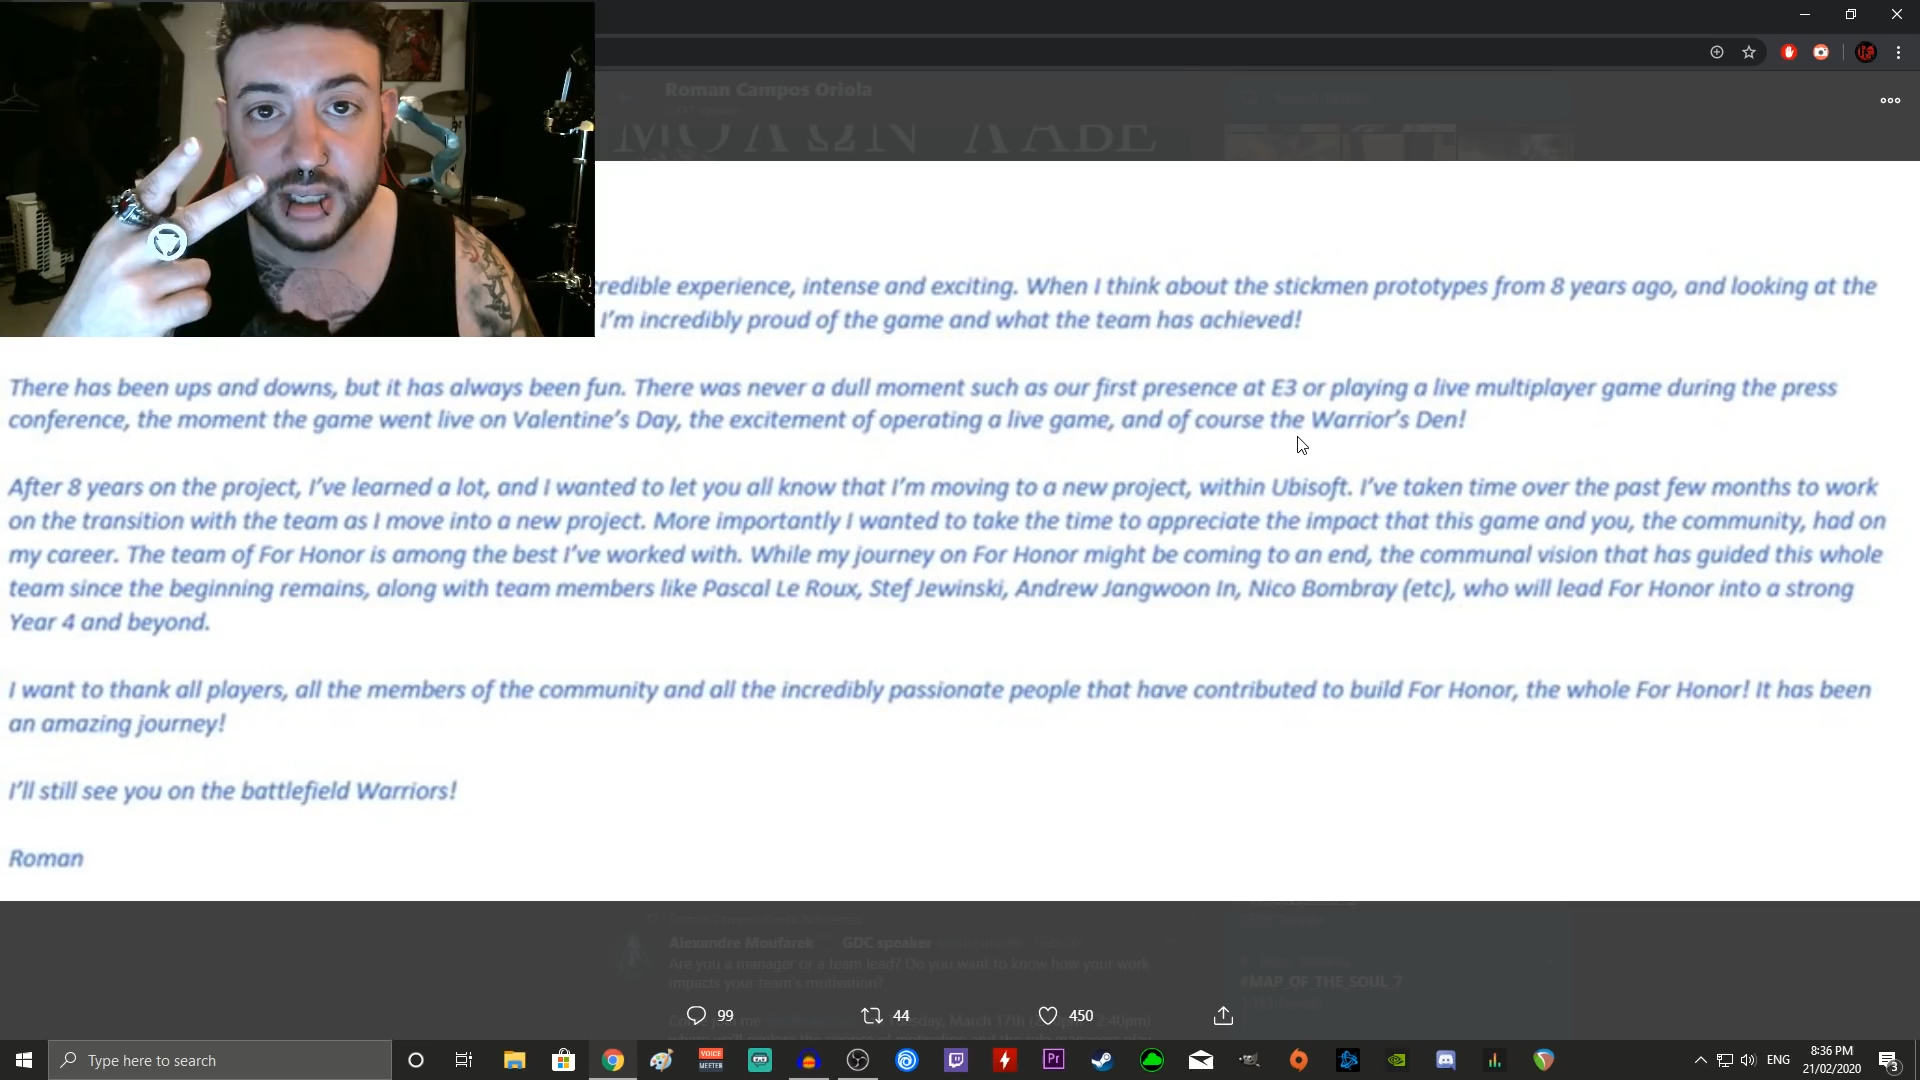 Roman Campos Oriola
ΜΟΛΩΝ ΛΑΒΕ
credible experience, intense and exciting. When I think about the stickmen prototypes from 8 years ago, and looking at the
I'm incredibly proud of the game and what the team has achieved!
There has been ups and downs, but it has always been fun. There was never a dull moment such as our first presence at E3 or playing a live multiplayer game during the press
conference, the moment the game went live on Valentine's Day, the excitement of operating a live game, and of course the Warrior's Den!
After 8 years on the project, I've learned a lot, and I wanted to let you all know that I'm moving to a new project, within Ubisoft. I've taken time over the past few months to work
on the transition with the team as I move into a new project. More importantly I wanted to take the time to appreciate the impact that this game and you, the community, had on
my career. The team of For Honor is among the best I've worked with. While my journey on For Honor might be coming to an end, the communal vision that has guided this whole
team since the beginning remains, along with team members like Pascal Le Roux, Stef Jewinski, Andrew Jangwoon In, Nico Bombray (etc), who will lead For Honor into a strong
Year 4 and beyond.
I want to thank all players, all the members of the community and all the incredibly passionate people that have contributed to build For Honor, the whole For Honor! It has been
an amazing journey!
I'll still see you on the battlefield Warriors!
Roman
Alexandre Moufarek GDC speaker
Are you a manager or a team lead? Do you want to know how your work
impacts your team's motivation?
#MAP_OF_THE_SOUL_7
99 44 450
Tuesday, March 17th
Type here to search
VOICE
MEETER
Pr
ENG
8:36 PM
21/02/2020
3